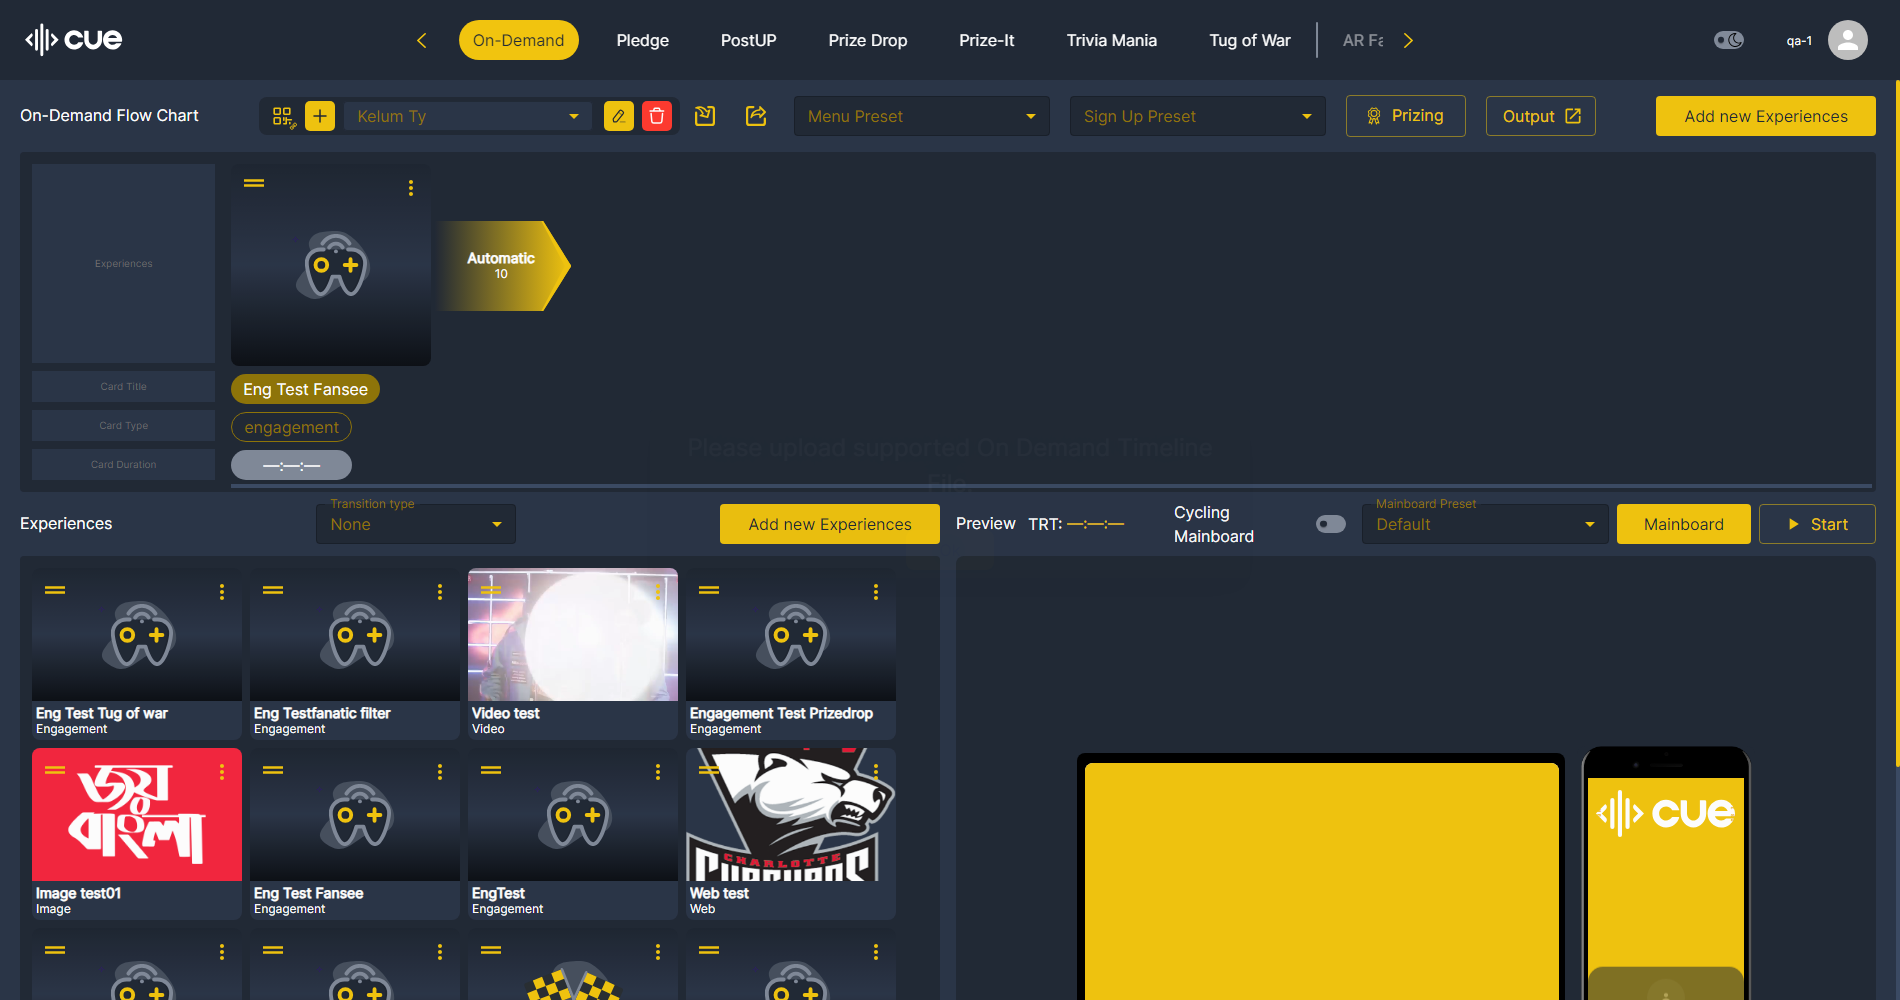 cue
On-Demand
Pledge
PostUP
Prize Drop
Prize-It
Trivia Mania
Tug of War
AR Fa
qa-1
On-Demand Flow Chart
Kelum Ty
Menu Preset
Sign Up Preset
Prizing
Output
Add new Experiences
Experiences
Automatic
10
Card Title
Eng Test Fansee
Card Type
engagement
Card Duration
—:—:—
Please upload supported On Demand Timeline
File.
Experiences
Transition type
None
Add new Experiences
Preview
TRT: —:—:—
Cycling
Mainboard
Mainboard Preset
Default
Mainboard
Start
Eng Test Tug of war
Engagement
Eng Testfanatic filter
Engagement
Video test
Video
Engagement Test Prizedrop
Engagement
জয়
বাংলা
Image test01
Image
Eng Test Fansee
Engagement
EngTest
Engagement
CHARLOTTE
Web test
Web
cue